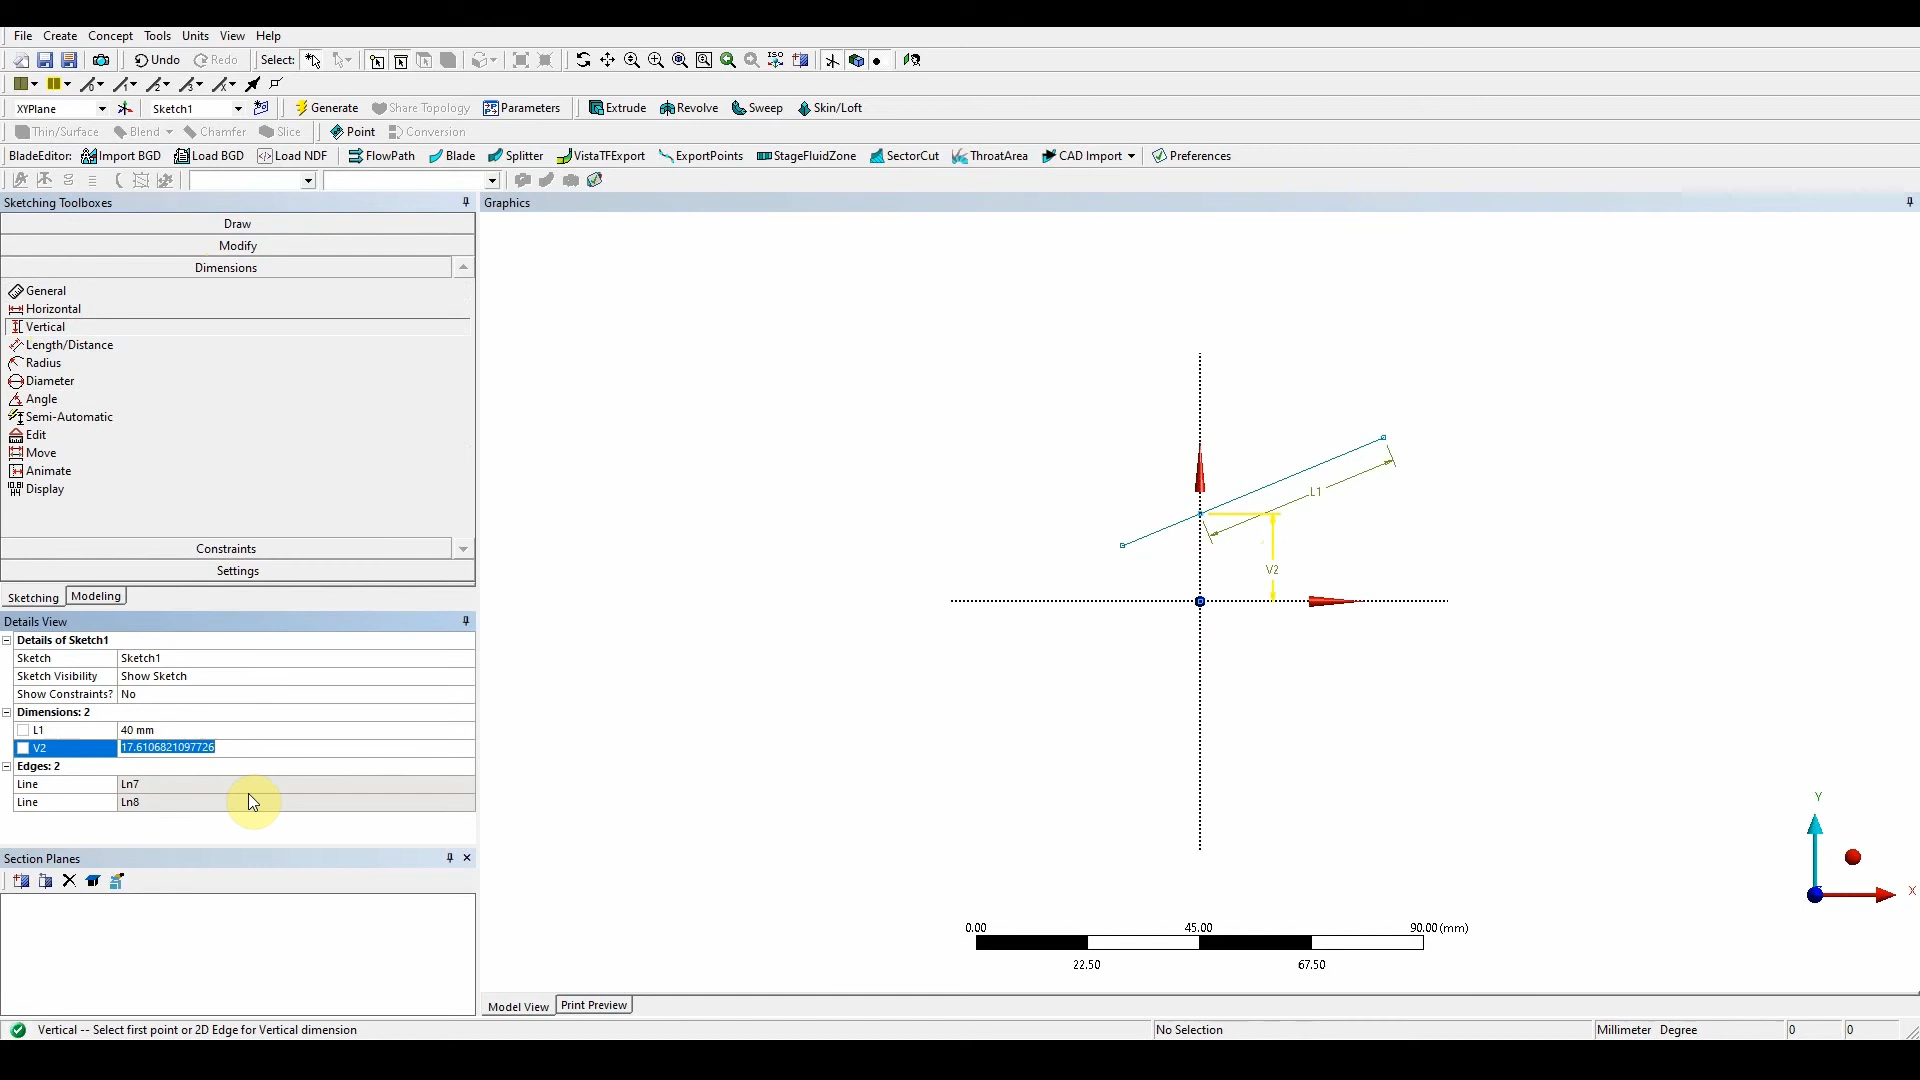 File Create Concept Tools Units View Help
Undo Redo Select: ISO
XYPlane Sketch1 Generate Share Topology Parameters Extrude Revolve Sweep Skin/Loft
Thin/Surface Blend Chamfer Slice Point Conversion
BladeEditor: Import BGD Load BGD Load NDF FlowPath Blade Splitter VistaTFExport ExportPoints StageFluidZone SectorCut ThroatArea CAD Import Preferences
Sketching Toolboxes
Graphics
Draw
Modify
Dimensions
General
Horizontal
Vertical
Length/Distance
Radius
Diameter
Angle
Semi-Automatic
Edit
Move
Animate
Display
Constraints
Settings
Sketching Modeling
Details View
Details of Sketch1
Sketch Sketch1
Sketch Visibility Show Sketch
Show Constraints? No
Dimensions: 2
L1 40 mm
V2 17.6106821097726
Edges: 2
Line Ln7
Line Ln8
Section Planes
L1
V2
Y
X
0.00 45.00 90.00 (mm)
22.50 67.50
Model View Print Preview
Vertical -- Select first point or 2D Edge for Vertical dimension No Selection Millimeter Degree 0 0